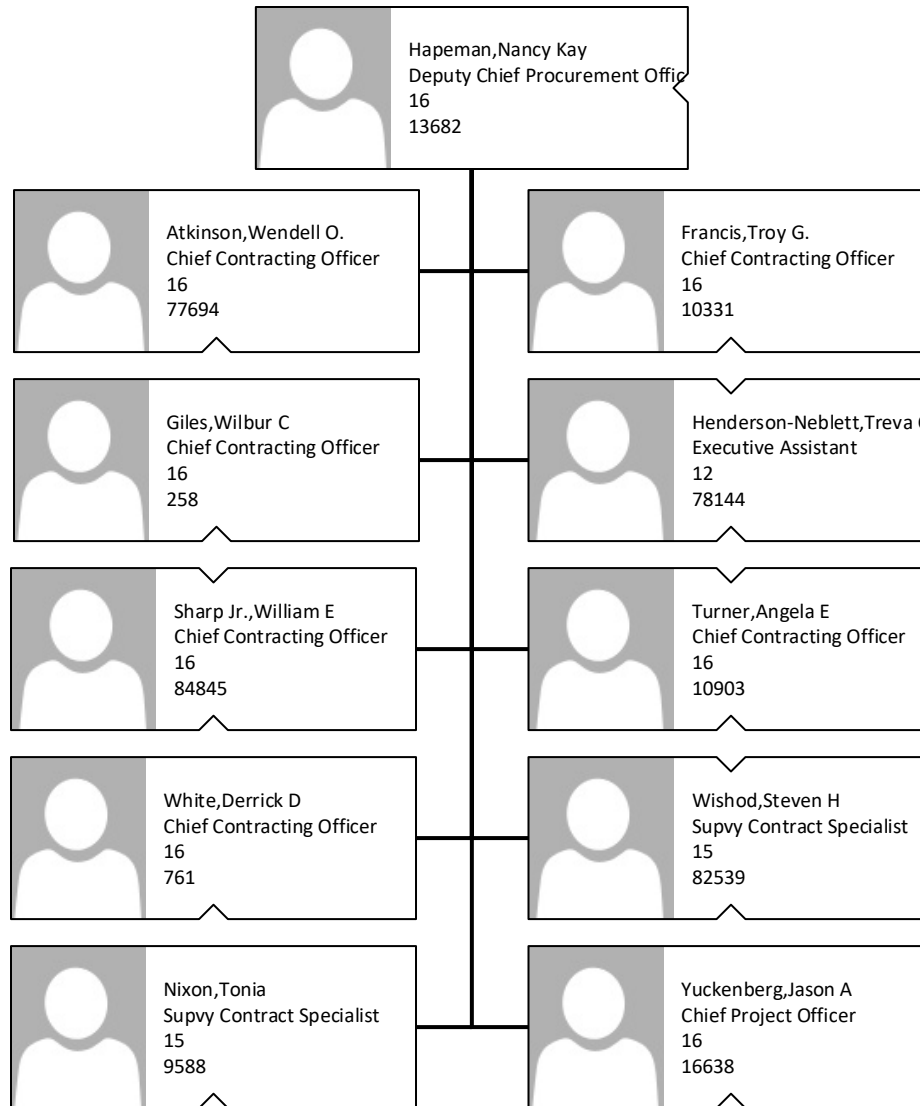 Hapeman,Nancy Kay
Deputy Chief Procurement Offic
16
13682
Atkinson,Wendell O.
Chief Contracting Officer
16
77694
Francis,Troy G.
Chief Contracting Officer
16
10331
Giles,Wilbur C
Chief Contracting Officer
16
258
Henderson-Neblett,Treva
Executive Assistant
12
78144
Sharp Jr.,William E
Chief Contracting Officer
16
84845
Turner,Angela E
Chief Contracting Officer
16
10903
White,Derrick D
Chief Contracting Officer
16
761
Wishod,Steven H
Supvy Contract Specialist
15
82539
Nixon,Tonia
Supvy Contract Specialist
15
9588
Yuckenberg,Jason A
Chief Project Officer
16
16638